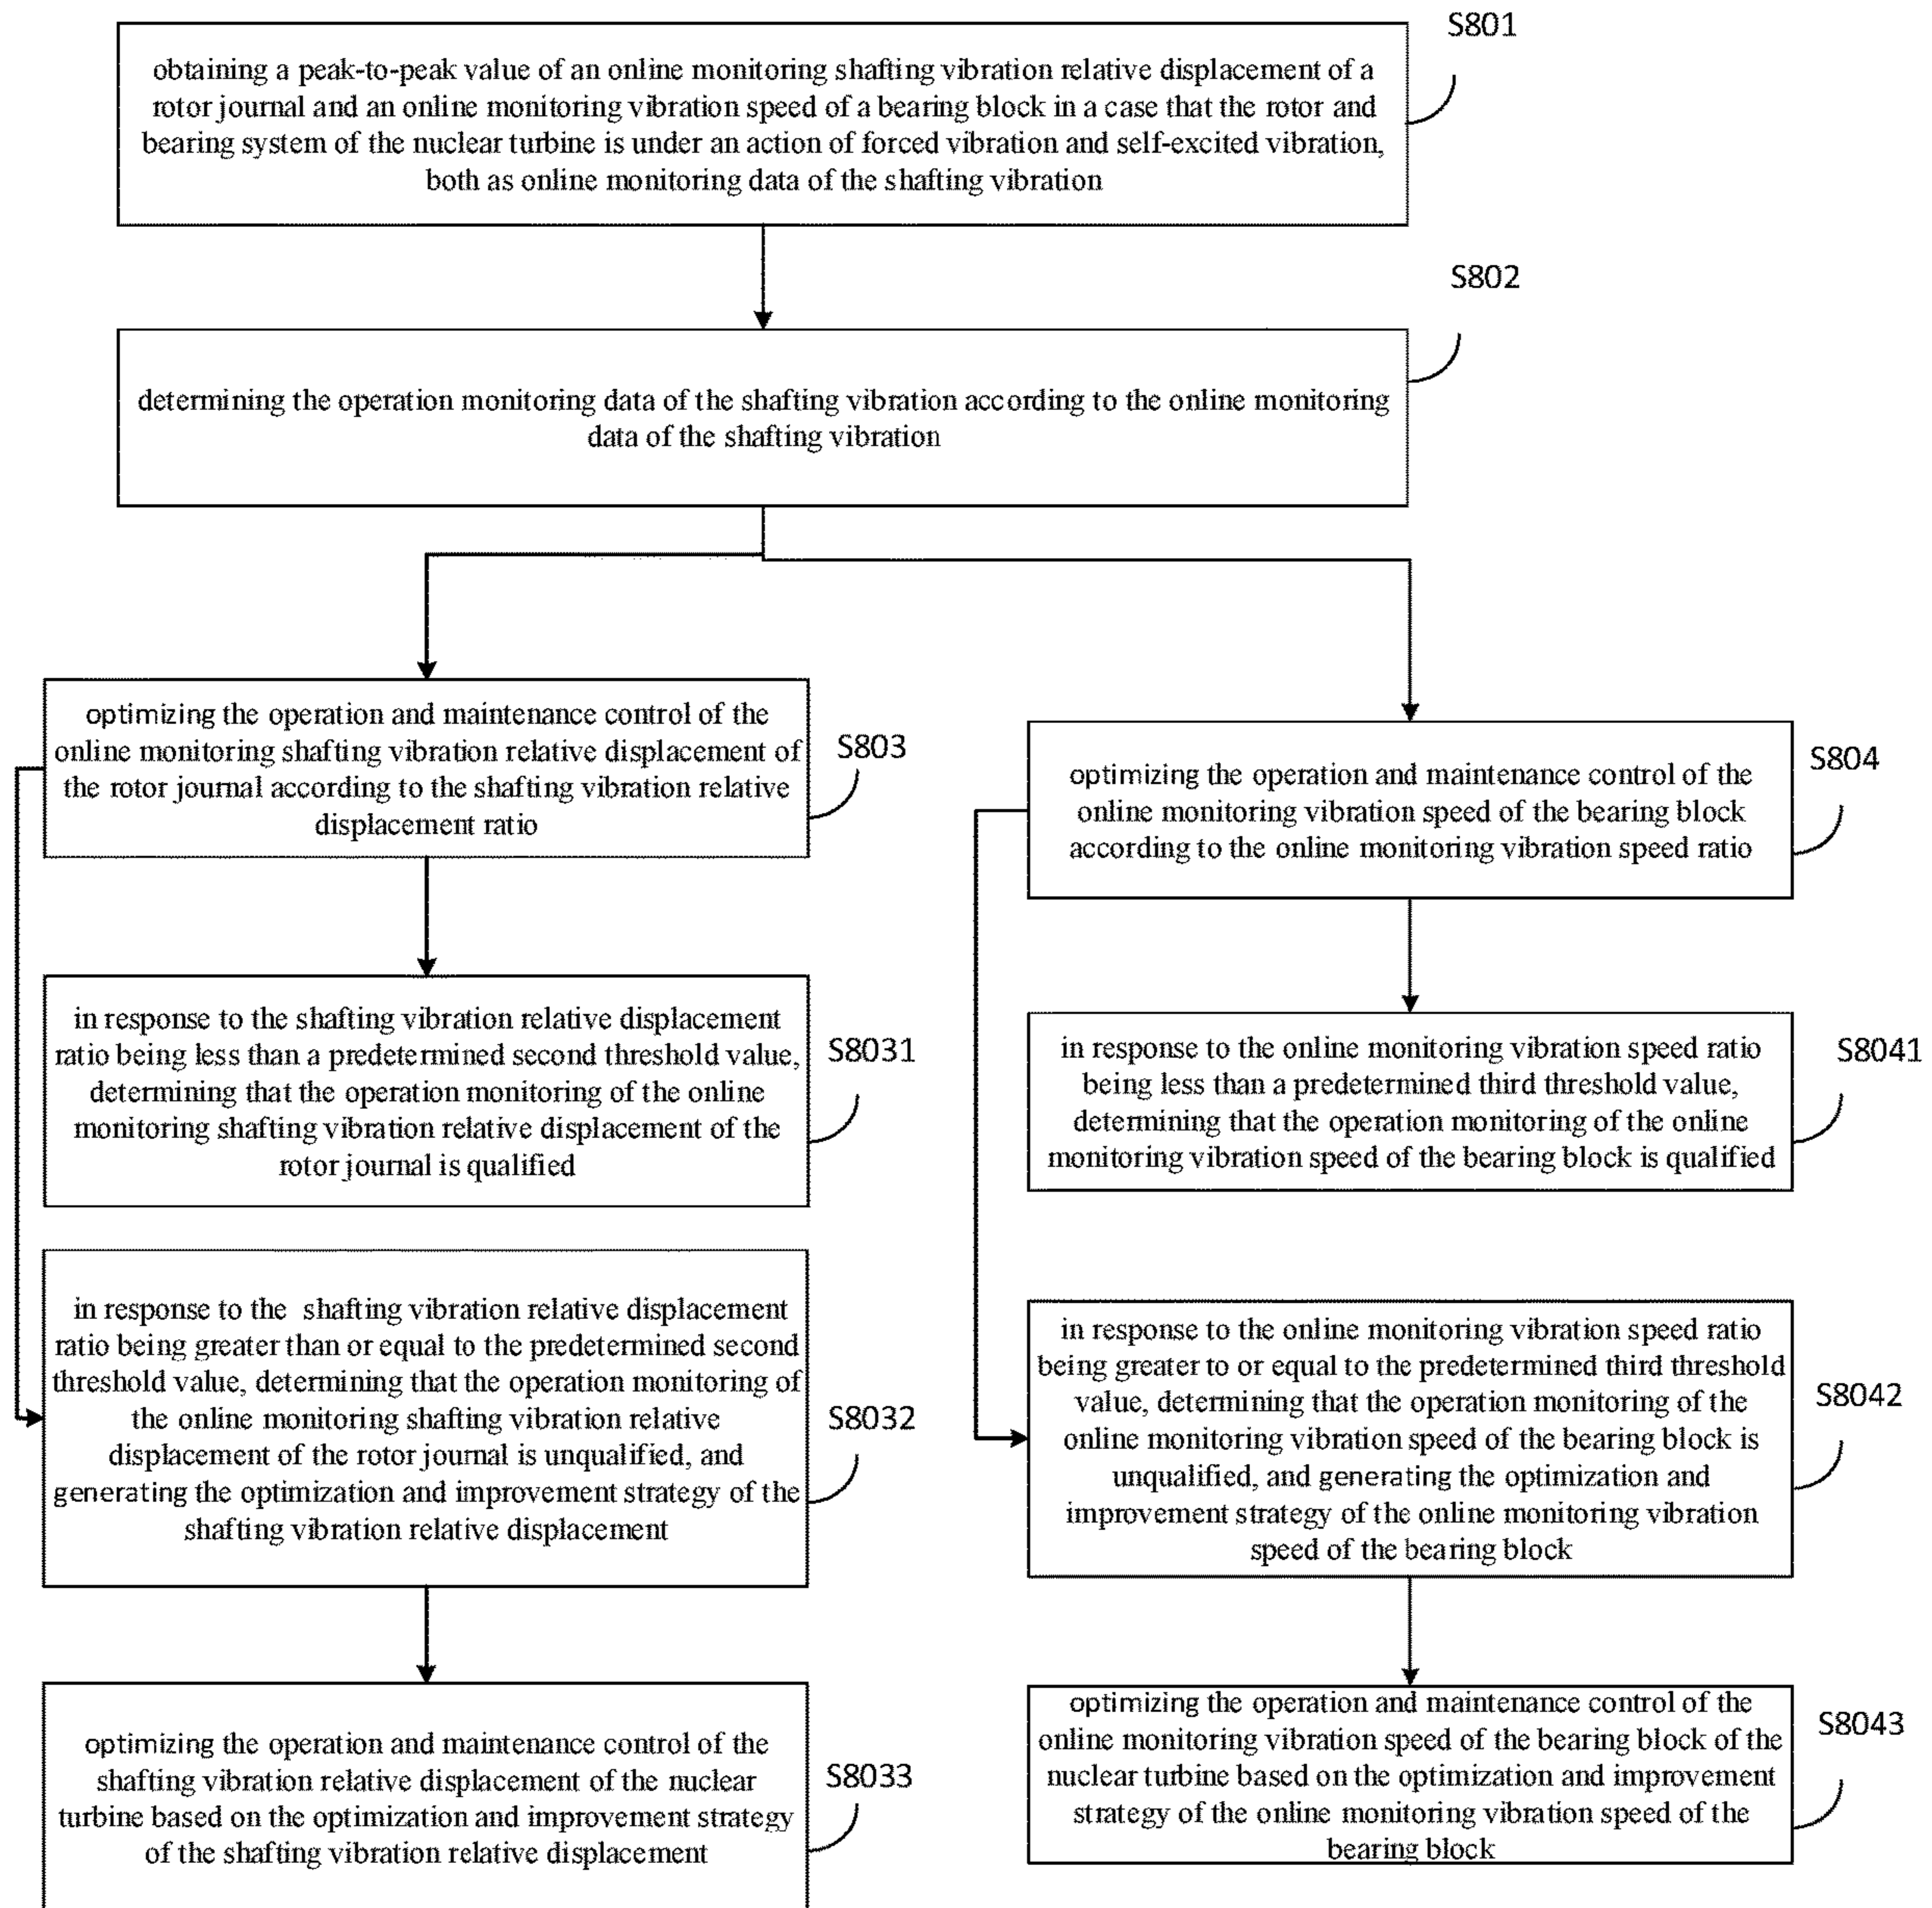 S801
obtaining a peak-to-peak value of an online monitoring shafting vibration relative displacement of a
rotor journal and an online monitoring vibration speed of a bearing block in a case that the rotor and
bearing system of the nuclear turbine is under an action of forced vibration and self-excited vibration,
both as online monitoring data of the shafting vibration
S802
determining the operation monitoring data of the shafting vibration according to the online monitoring
data of the shafting vibration
optimizing the operation and maintenance control of the
online monitoring shafting vibration relative displacement of
the rotor journal according to the shafting vibration relative
displacement ratio
S803
in response to the shafting vibration relative displacement
ratio being less than a predetermined second threshold value,
determining that the operation monitoring of the online
monitoring shafting vibration relative displacement of the
rotor journal is qualified
S8031
in response to the shafting vibration relative displacement
ratio being greater than or equal to the predetermined second
threshold value, determining that the operation monitoring of
the online monitoring shafting vibration relative
displacement of the rotor journal is unqualified, and
generating the optimization and improvement strategy of the
shafting vibration relative displacement
S8032
optimizing the operation and maintenance control of the
shafting vibration relative displacement of the nuclear
turbine based on the optimization and improvement strategy
of the shafting vibration relative displacement
S8033
optimizing the operation and maintenance control of the
online monitoring vibration speed of the bearing block
according to the online monitoring vibration speed ratio
S804
in response to the online monitoring vibration speed ratio
being less than a predetermined third threshold value,
determining that the operation monitoring of the online
monitoring vibration speed of the bearing block is qualified
S8041
in response to the online monitoring vibration speed ratio
being greater to or equal to the predetermined third threshold
value, determining that the operation monitoring of the
online monitoring vibration speed of the bearing block is
unqualified, and generating the optimization and
improvement strategy of the online monitoring vibration
speed of the bearing block
S8042
optimizing the operation and maintenance control of the
online monitoring vibration speed of the bearing block of the
nuclear turbine based on the optimization and improvement
strategy of the online monitoring vibration speed of the
bearing block
S8043